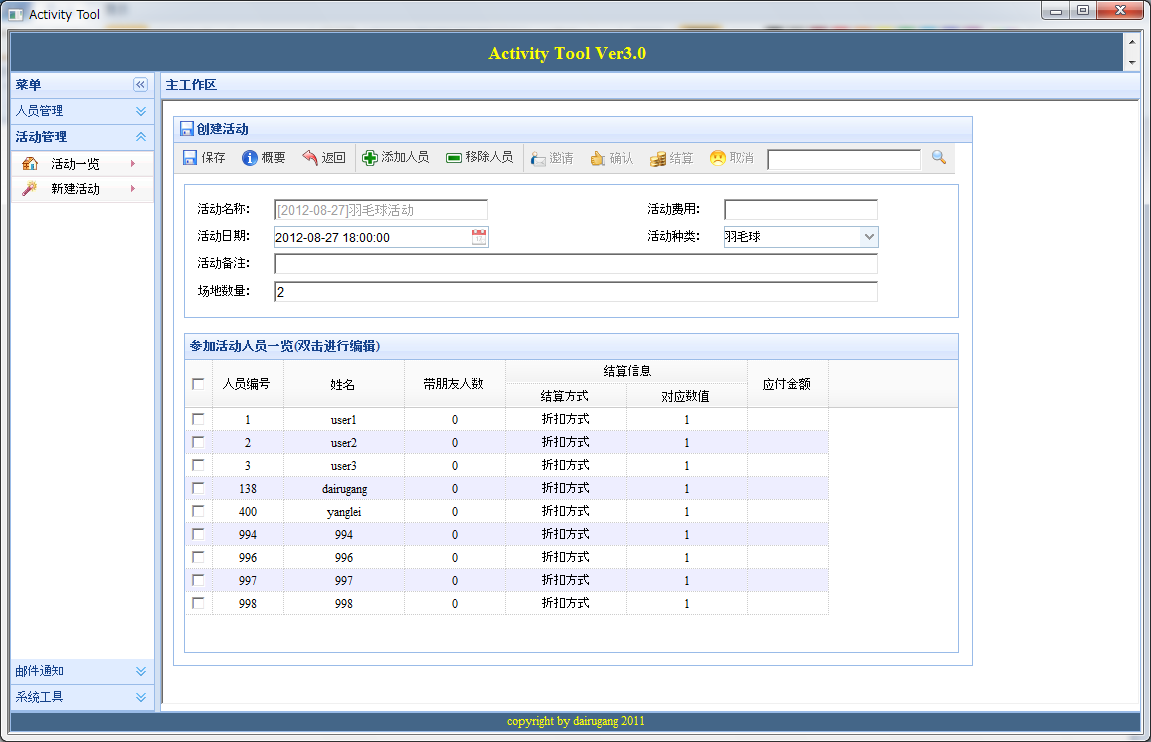 Activity Tool
Activity Tool Ver3.0
菜单
主工作区
人员管理
活动管理
活动一览
新建活动
邮件通知
系统工具
创建活动
保存 概要 返回 添加人员 移除人员 邀请 确认 结算 取消
活动名称: [2012-08-27]羽毛球活动 活动费用:
活动日期: 2012-08-27 18:00:00 活动种类: 羽毛球
活动备注:
场地数量: 2
参加活动人员一览(双击进行编辑)
人员编号 姓名 带朋友人数 结算信息 应付金额
结算方式 对应数值
1 user1 0 折扣方式 1
2 user2 0 折扣方式 1
3 user3 0 折扣方式 1
138 dairugang 0 折扣方式 1
400 yanglei 0 折扣方式 1
994 994 0 折扣方式 1
996 996 0 折扣方式 1
997 997 0 折扣方式 1
998 998 0 折扣方式 1
copyright by dairugang 2011